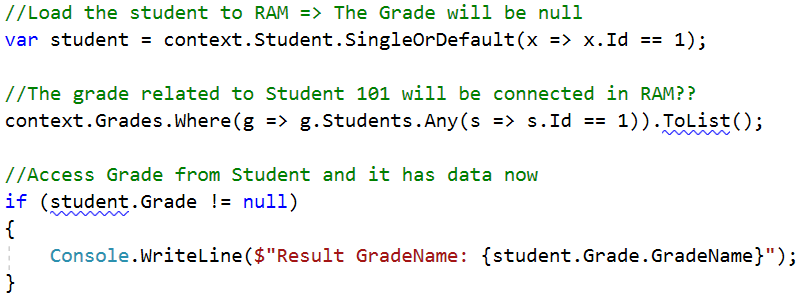 //Load the student to RAM => The Grade will be null
var student = context.Student.SingleOrDefault(x => x.Id == 1);
//The grade related to Student 101 will be connected in RAM??
context.Grades.Where(g => g.Students.Any(s => s.Id == 1)).ToList();
//Access Grade from Student and it has data now
if (student.Grade != null)
{
    Console.WriteLine($"Result GradeName: {student.Grade.GradeName}");
}